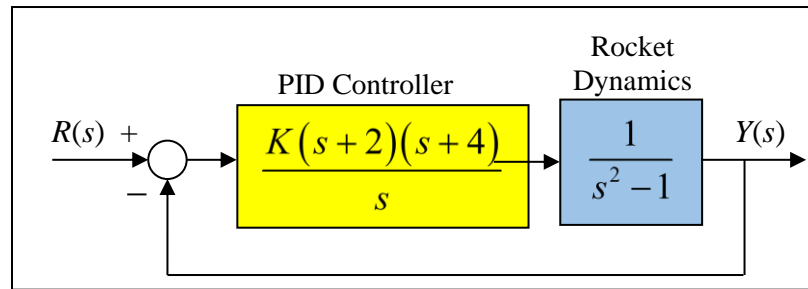 Rocket
Dynamics
PID Controller
R(s) +
−
K(s+2)(s+4)
s
1
s² −1
Y(s)